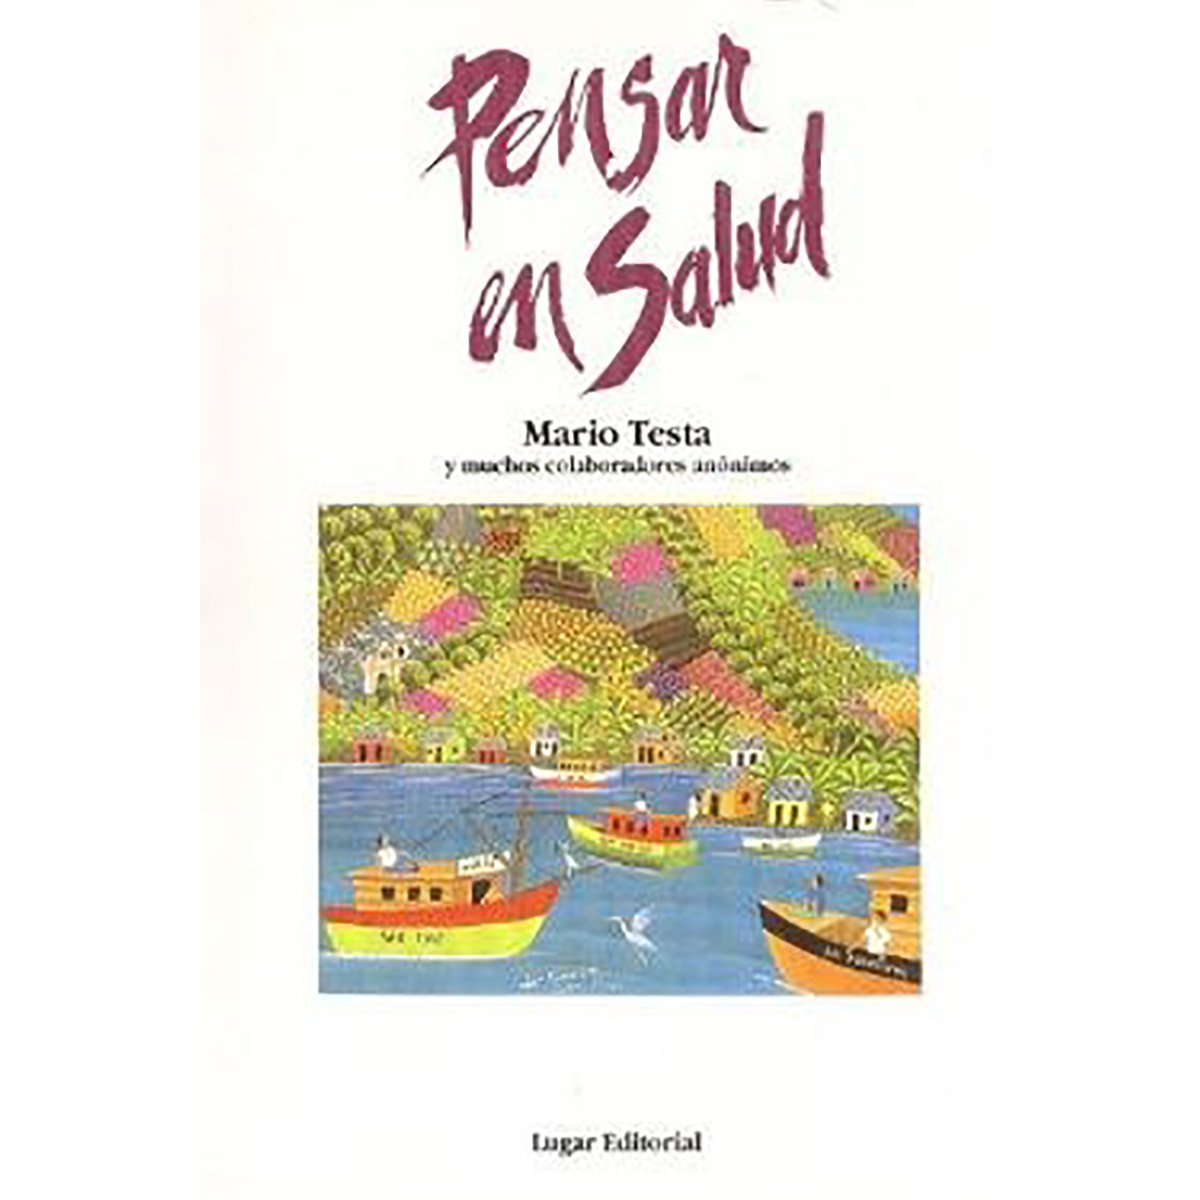 Pensar
en Salud
Mario Testa
y muchos colaboradores anónimos
Lugar Editorial